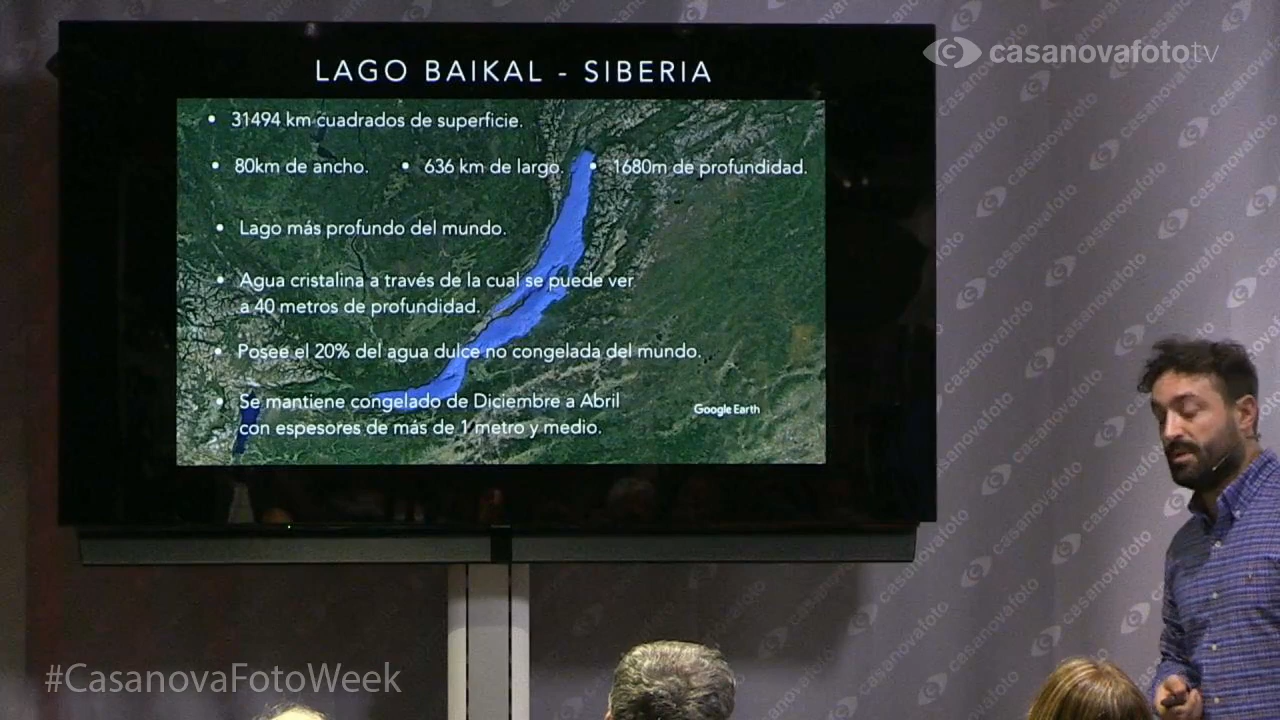 casanovafototv
LAGO BAIKAL - SIBERIA
• 31494 km cuadrados de superficie.
• 80km de ancho. • 636 km de largo. • 1680m de profundidad.
• Lago más profundo del mundo.
• Agua cristalina a través de la cual se puede ver
a 40 metros de profundidad.
• Posee el 20% del agua dulce no congelada del mundo.
• Se mantiene congelado de Diciembre a Abril
con espesores de más de 1 metro y medio.
Google Earth
casanovafoto
#CasanovaFotoWeek